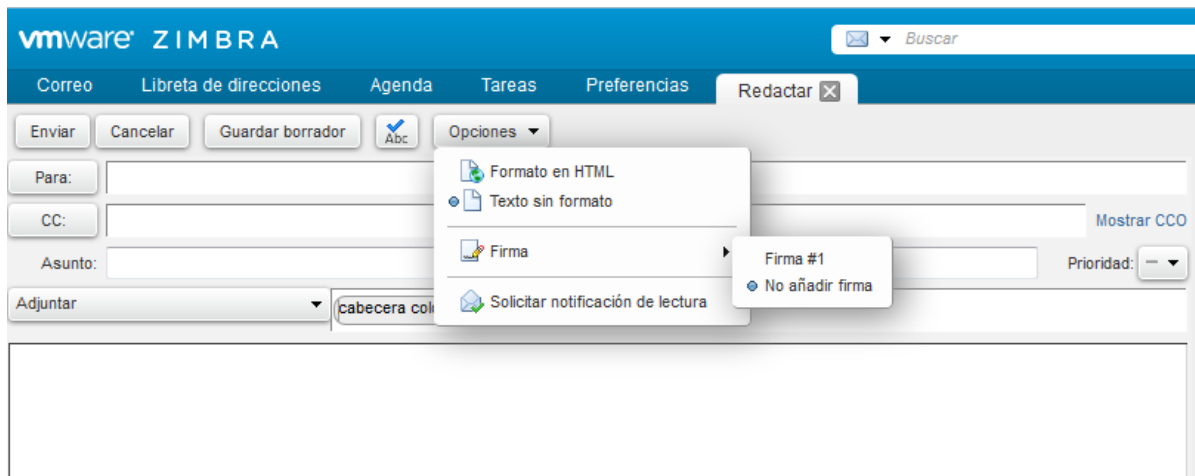 vmware ZIMBRA
Buscar
Correo Libreta de direcciones Agenda Tareas Preferencias Redactar
Enviar Cancelar Guardar borrador Abc Opciones
Formato en HTML
Para:
Texto sin formato
CC: Mostrar CCO
Firma
Firma #1
Asunto: Prioridad:
No añadir firma
Adjuntar
Solicitar notificación de lectura
cabecera